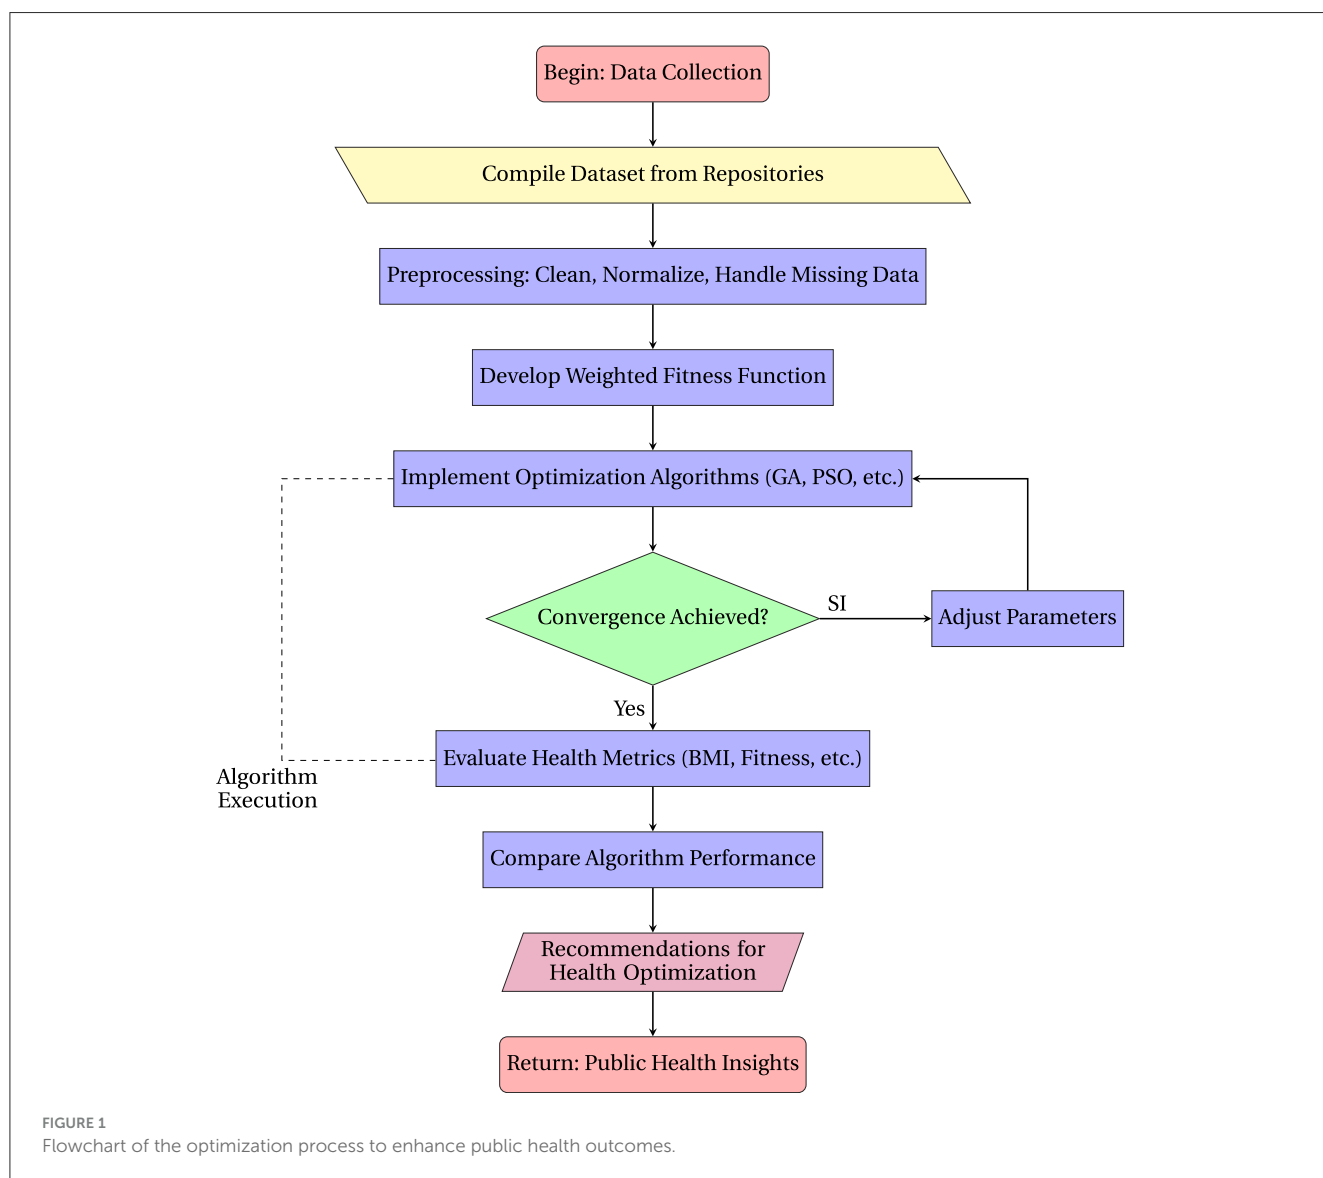 Begin: Data Collection
Compile Dataset from Repositories
Preprocessing: Clean, Normalize, Handle Missing Data
Develop Weighted Fitness Function
Implement Optimization Algorithms (GA, PSO, etc.)
Convergence Achieved?
SI
Adjust Parameters
Yes
Evaluate Health Metrics (BMI, Fitness, etc.)
Algorithm
Execution
Compare Algorithm Performance
Recommendations for
Health Optimization
Return: Public Health Insights
FIGURE 1
Flowchart of the optimization process to enhance public health outcomes.